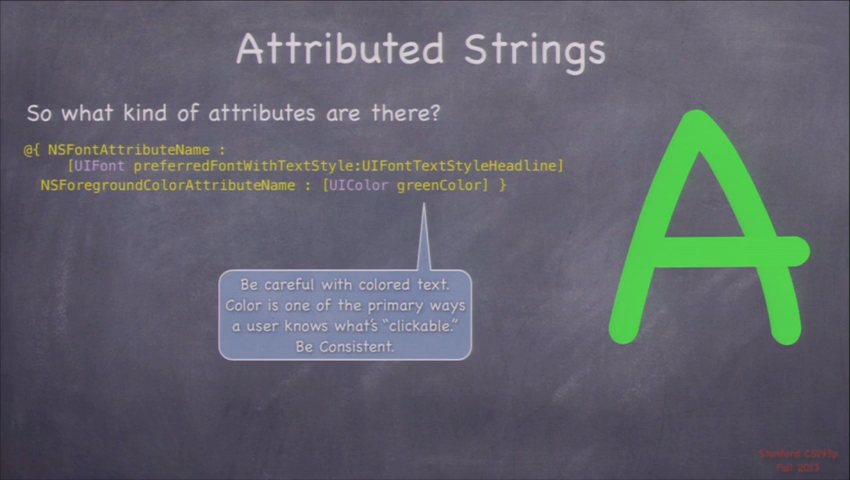 Attributed Strings
So what kind of attributes are there?
@{ NSFontAttributeName :
[UIFont preferredFontWithTextStyle:UIFontTextStyleHeadline]
NSForegroundColorAttributeName : [UIColor greenColor] }
Be careful with colored text.
Color is one of the primary ways
a user knows what's “clickable.”
Be Consistent.
A
Stanford CS193p
Fall 2013